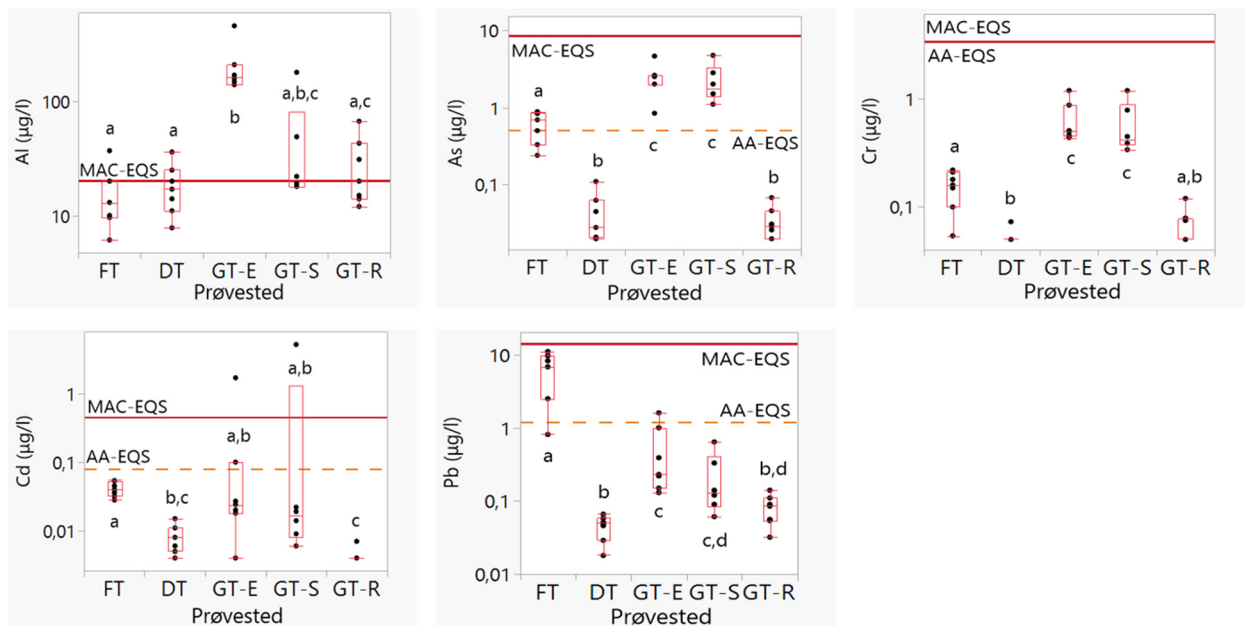 Al (µg/l)
100
10
MAC-EQS
a
a
b
a,b,c
a,c
FT DT GT-E GT-S GT-R
Prøvested
As (µg/l)
10
1
0,1
MAC-EQS
AA-EQS
a
b
c
c
b
FT DT GT-E GT-S GT-R
Prøvested
Cr (µg/l)
1
0,1
MAC-EQS
AA-EQS
a
b
c
c
a,b
FT DT GT-E GT-S GT-R
Prøvested
Cd (µg/l)
1
0,1
0,01
MAC-EQS
AA-EQS
a
b,c
a,b
a,b
c
FT DT GT-E GT-S GT-R
Prøvested
Pb (µg/l)
10
1
0,1
0,01
MAC-EQS
AA-EQS
a
b
c
c,d
b,d
FT DT GT-E GT-S GT-R
Prøvested